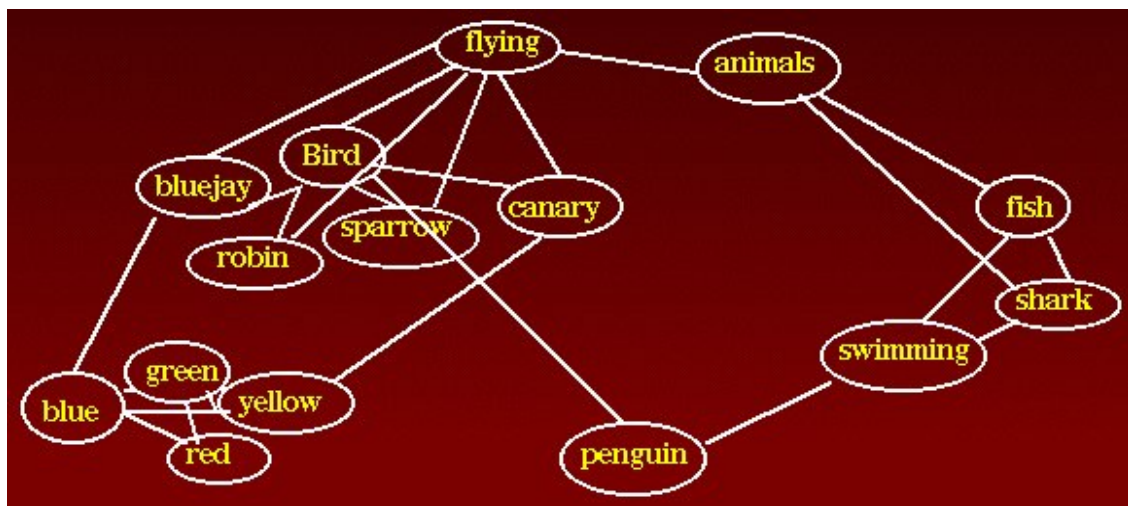 flying
animals
Bird
bluejay
canary
fish
sparrow
robin
shark
swimming
green
yellow
blue
red
penguin